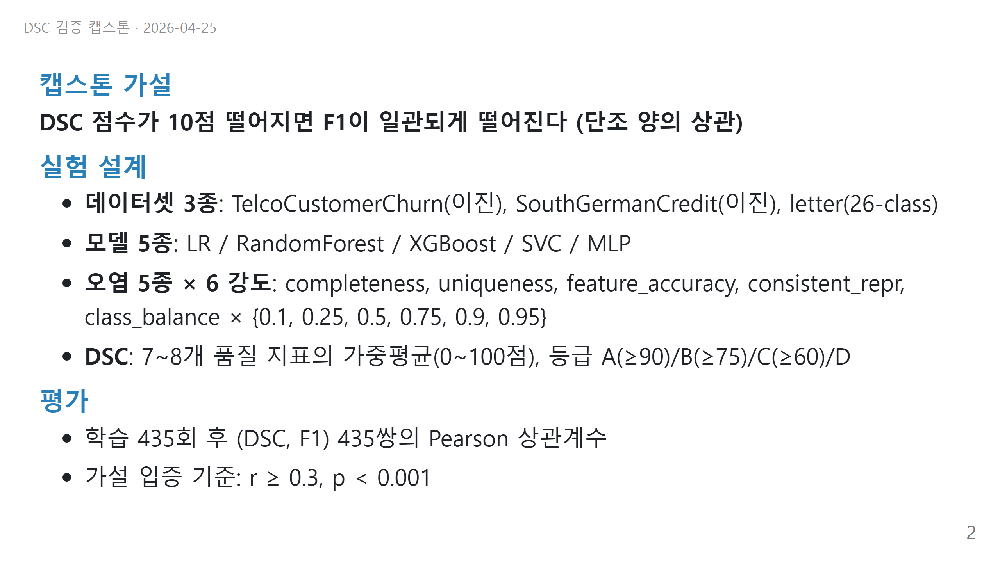 DSC 검증 캡스톤 · 2026-04-25
캡스톤 가설
DSC 점수가 10점 떨어지면 F1이 일관되게 떨어진다 (단조 양의 상관)
실험 설계
• 데이터셋 3종: TelcoCustomerChurn(이진), SouthGermanCredit(이진), letter(26-class)
• 모델 5종: LR / RandomForest / XGBoost / SVC / MLP
• 오염 5종 × 6 강도: completeness, uniqueness, feature_accuracy, consistent_repr,
class_balance × {0.1, 0.25, 0.5, 0.75, 0.9, 0.95}
• DSC: 7~8개 품질 지표의 가중평균(0~100점), 등급 A(≥90)/B(≥75)/C(≥60)/D
평가
• 학습 435회 후 (DSC, F1) 435쌍의 Pearson 상관계수
• 가설 입증 기준: r ≥ 0.3, p < 0.001
2